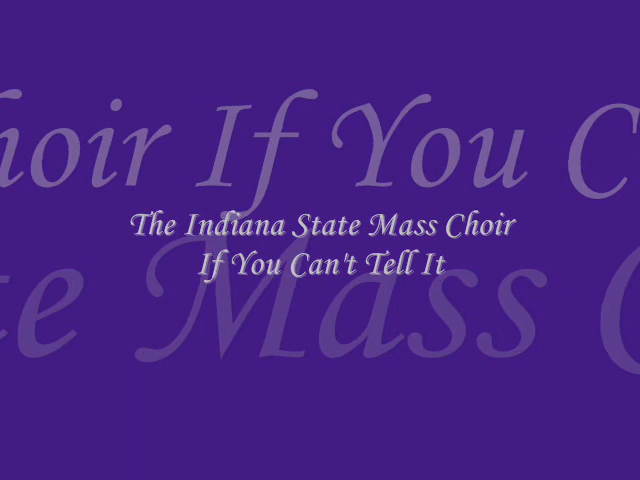 hoir If You C
The Indiana State Mass Choir
If You Can't Tell It
te Mass C